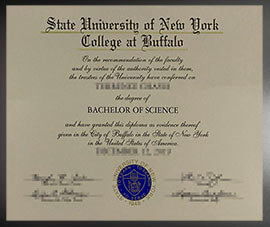 State University of New York
College at Buffalo
On the recommendation of the faculty
and by virtue of the authority vested in them,
the trustees of the University have conferred on
the degree of
BACHELOR OF SCIENCE
and have granted this diploma as evidence thereof
given in the City of Buffalo in the State of New York
in the United States of America.